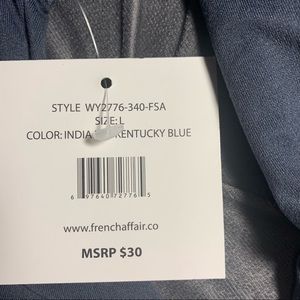 STYLE WY2776-340-FSA
SIZE: L
COLOR: INDIA KENTUCKY BLUE
6 97640 72776 5
www.frenchaffair.co
MSRP $30